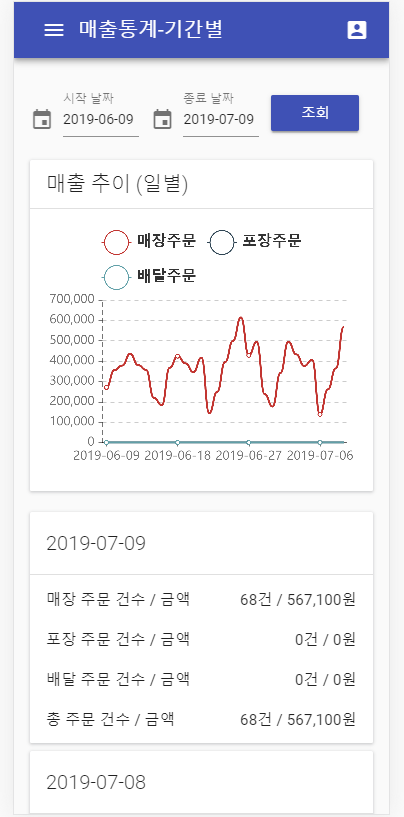 매출통계-기간별
시작 날짜 종료 날짜
2019-06-09 2019-07-09 조회
매출 추이 (일별)
매장주문 포장주문
배달주문
700,000
600,000
500,000
400,000
300,000
200,000
100,000
0
2019-06-09 2019-06-18 2019-06-27 2019-07-06
2019-07-09
매장 주문 건수 / 금액 68건 / 567,100원
포장 주문 건수 / 금액 0건 / 0원
배달 주문 건수 / 금액 0건 / 0원
총 주문 건수 / 금액 68건 / 567,100원
2019-07-08